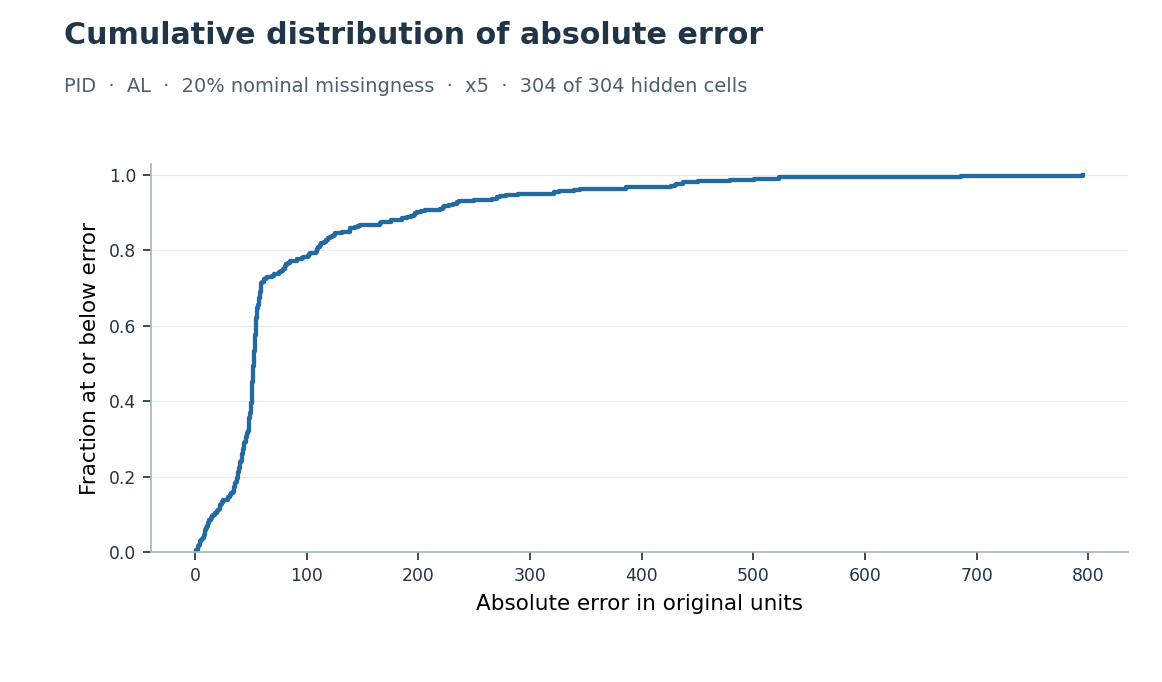 Cumulative distribution of absolute error
PID · AL · 20% nominal missingness · x5 · 304 of 304 hidden cells
Fraction at or below error
1.0
0.8
0.6
0.4
0.2
0.0
0 100 200 300 400 500 600 700 800
Absolute error in original units